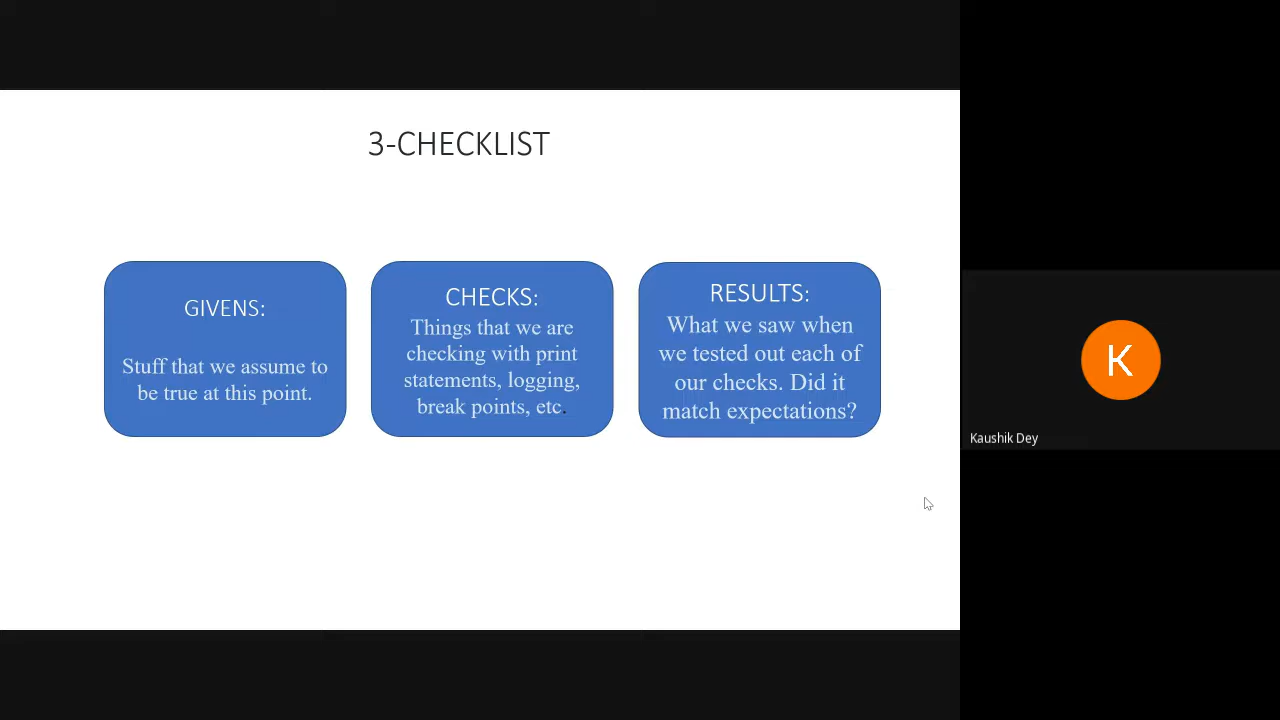 3-CHECKLIST
GIVENS:
Stuff that we assume to
be true at this point.
CHECKS:
Things that we are
checking with print
statements, logging,
break points, etc.
RESULTS:
What we saw when
we tested out each of
our checks. Did it
match expectations?
K
Kaushik Dey